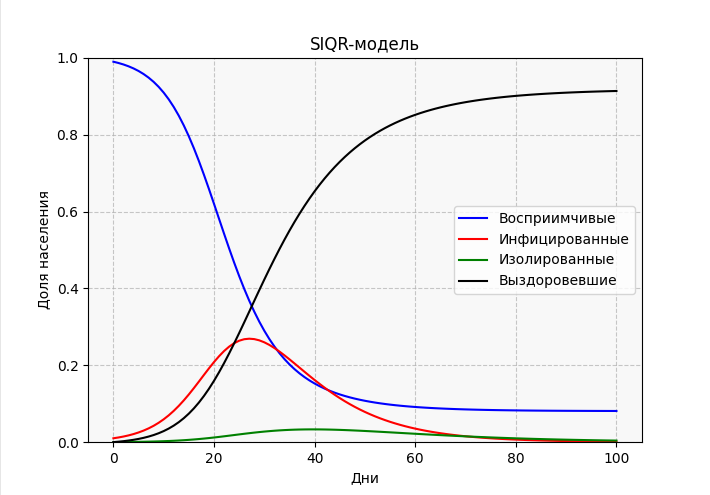 SIQR-модель
1.0
0.8
0.6
0.4
0.2
0.0
Доля населения
Восприимчивые
Инфицированные
Изолированные
Выздоровевшие
0 20 40 60 80 100
Дни